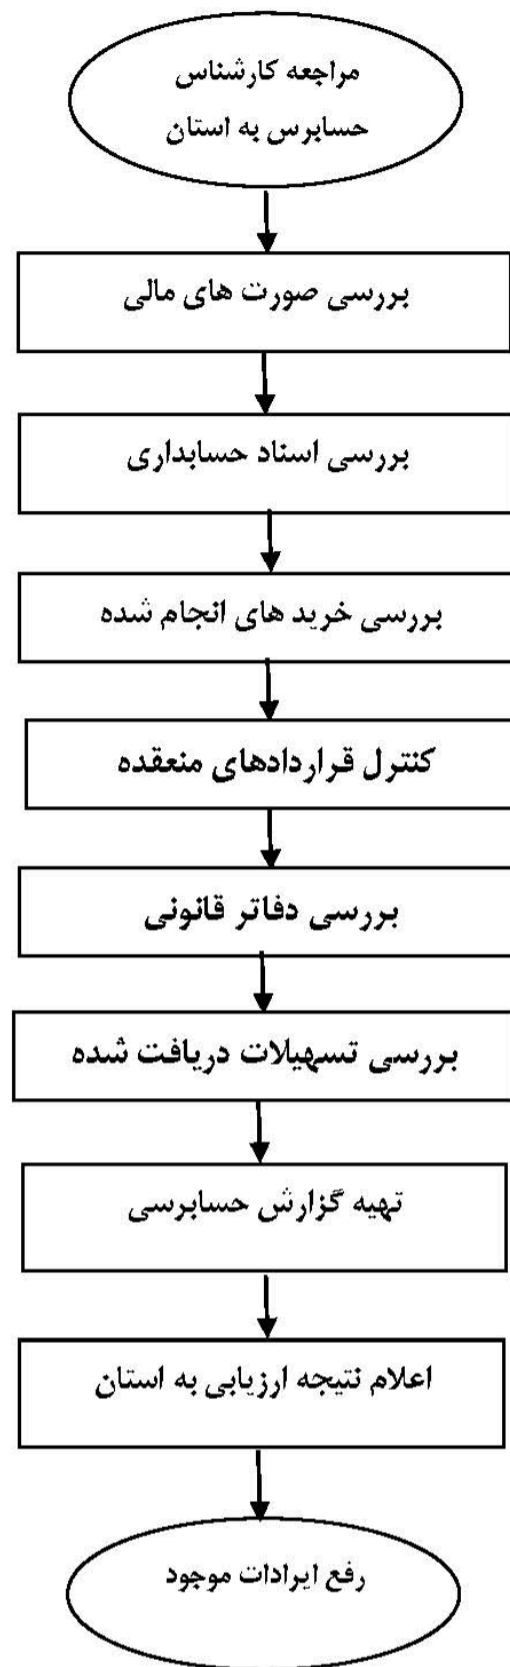 مراجعه کارشناس
حسابرس به استان
بررسی صورت های مالی
بررسی اسناد حسابداری
بررسی خرید های انجام شده
کنترل قراردادهای منعقده
بررسی دفاتر قانونی
بررسی تسهیلات دریافت شده
تهیه گزارش حسابرسی
اعلام نتیجه ارزیابی به استان
رفع ایرادات موجود